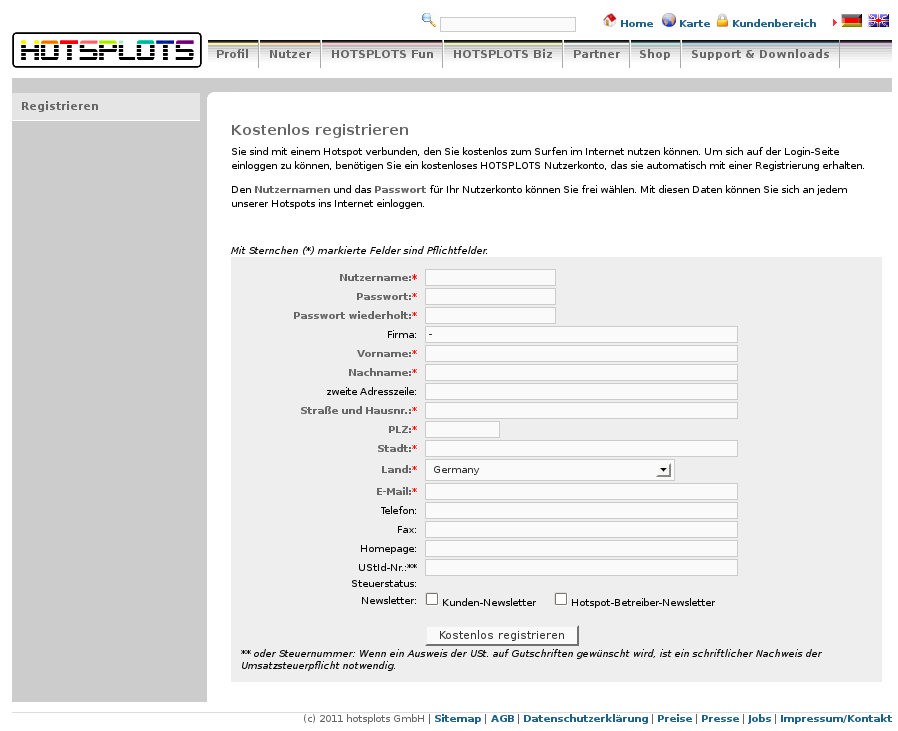 Home Karte Kundenbereich
HOTSPLOTS
Profil Nutzer HOTSPLOTS Fun HOTSPLOTS Biz Partner Shop Support & Downloads
Registrieren
Kostenlos registrieren
Sie sind mit einem Hotspot verbunden, den Sie kostenlos zum Surfen im Internet nutzen können. Um sich auf der Login-Seite
einloggen zu können, benötigen Sie ein kostenloses HOTSPLOTS Nutzerkonto, das sie automatisch mit einer Registrierung erhalten.
Den Nutzernamen und das Passwort für Ihr Nutzerkonto können Sie frei wählen. Mit diesen Daten können Sie sich an jedem
unserer Hotspots ins Internet einloggen.
Mit Sternchen (*) markierte Felder sind Pflichtfelder.
Nutzername:*
Passwort:*
Passwort wiederholt:*
Firma: -
Vorname:*
Nachname:*
zweite Adresszeile:
Straße und Hausnr.:*
PLZ:*
Stadt:*
Land:* Germany
E-Mail:*
Telefon:
Fax:
Homepage:
UStId-Nr.:**
Steuerstatus:
Newsletter: Kunden-Newsletter Hotspot-Betreiber-Newsletter
Kostenlos registrieren
** oder Steuernummer: Wenn ein Ausweis der USt. auf Gutschriften gewünscht wird, ist ein schriftlicher Nachweis der
Umsatzsteuerpflicht notwendig.
(c) 2011 hotsplots GmbH | Sitemap | AGB | Datenschutzerklärung | Preise | Presse | Jobs | Impressum/Kontakt